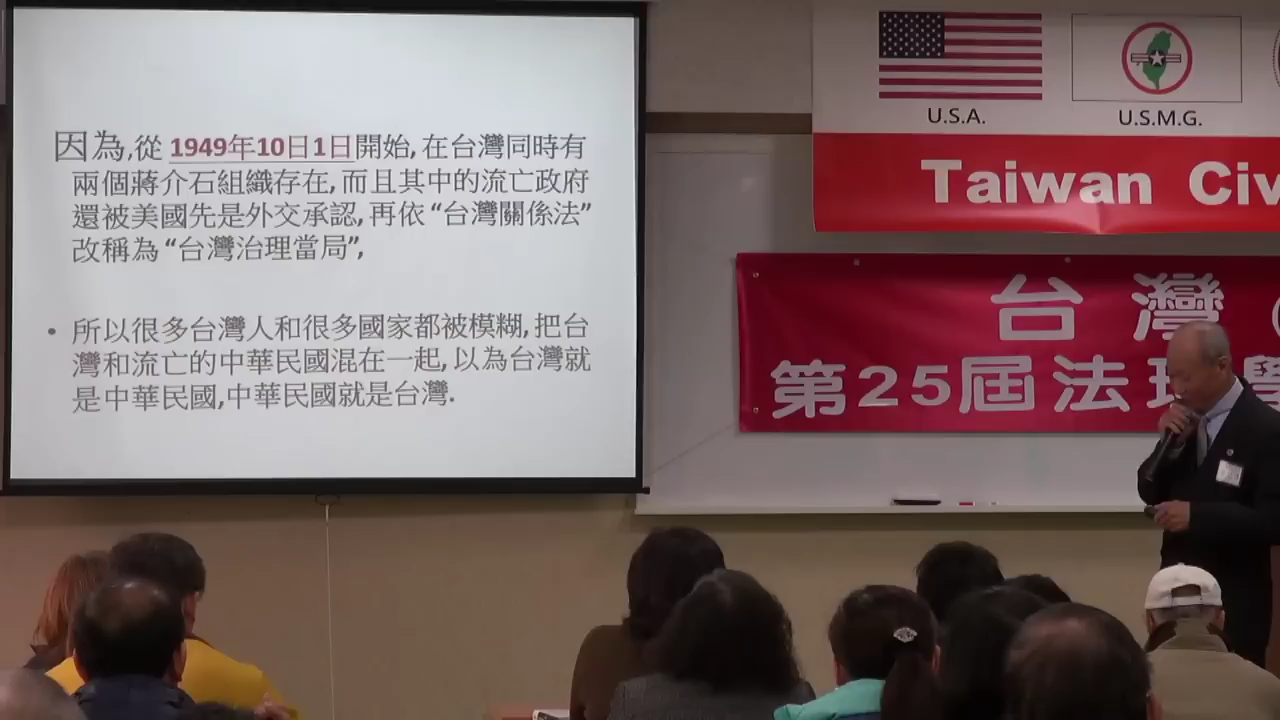 因為,從 1949年10日1日開始, 在台灣同時有
兩個蔣介石組織存在, 而且其中的流亡政府
還被美國先是外交承認, 再依 “台灣關係法”
改稱為 “台灣治理當局”,
• 所以很多台灣人和很多國家都被模糊, 把台
灣和流亡的中華民國混在一起, 以為台灣就
是中華民國,中華民國就是台灣.
U.S.A.
U.S.M.G.
Taiwan Civ
台 灣
第25屆法理